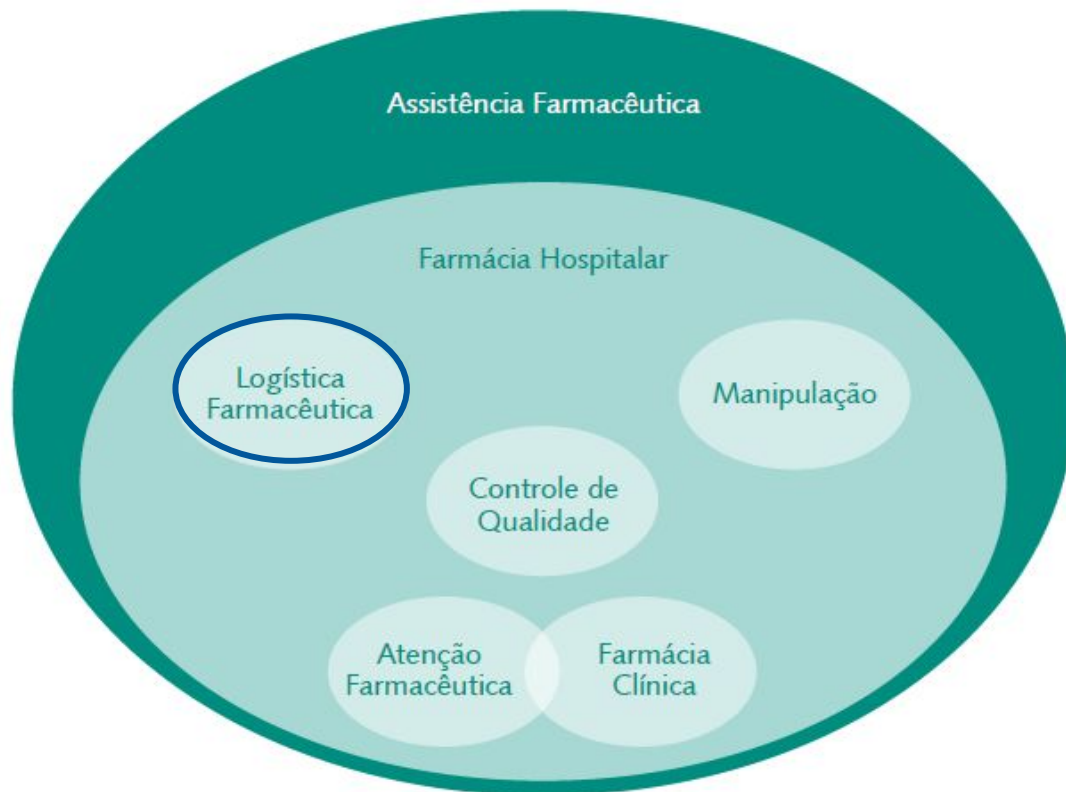 Assistência Farmacêutica
Farmácia Hospitalar
Logística
Farmacêutica
Manipulação
Controle de
Qualidade
Atenção
Farmacêutica
Farmácia
Clínica